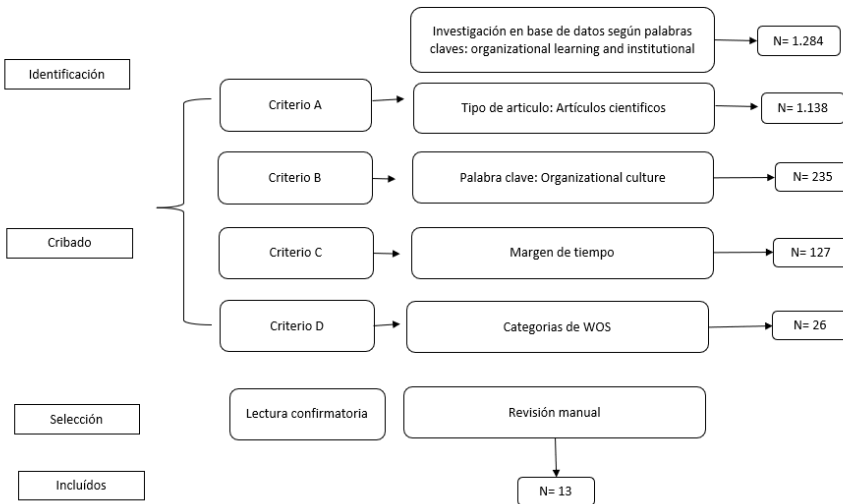 Investigación en base de datos según palabras
claves: organizational learning and institutional
N= 1.284
Identificación
Criterio A
Tipo de articulo: Artículos cientificos
N= 1.138
Criterio B
Palabra clave: Organizational culture
N= 235
Cribado
Criterio C
Margen de tiempo
N= 127
Criterio D
Categorias de WOS
N= 26
Selección
Lectura confirmatoria
Revisión manual
Incluídos
N= 13